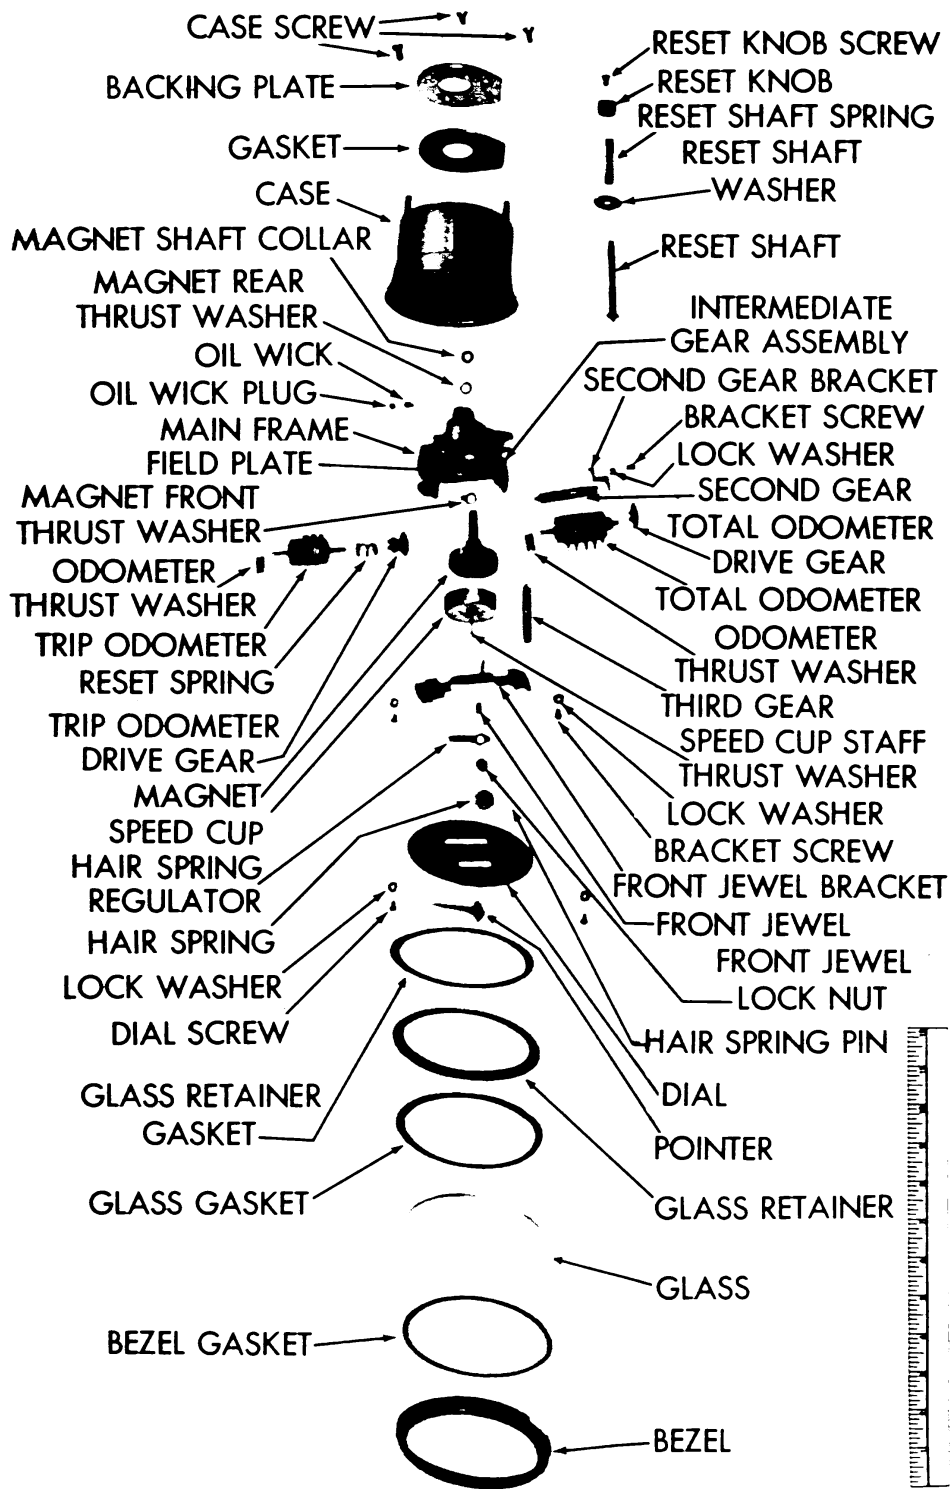 CASE SCREW
BACKING PLATE
GASKET
CASE
MAGNET SHAFT COLLAR
MAGNET REAR
THRUST WASHER
OIL WICK
OIL WICK PLUG
MAIN FRAME
FIELD PLATE
MAGNET FRONT
THRUST WASHER
ODOMETER
THRUST WASHER
TRIP ODOMETER
RESET SPRING
TRIP ODOMETER
DRIVE GEAR
MAGNET
SPEED CUP
HAIR SPRING
REGULATOR
HAIR SPRING
LOCK WASHER
DIAL SCREW
GLASS RETAINER
GASKET
GLASS GASKET
BEZEL GASKET
RESET KNOB SCREW
RESET KNOB
RESET SHAFT SPRING
RESET SHAFT
WASHER
RESET SHAFT
INTERMEDIATE
GEAR ASSEMBLY
SECOND GEAR BRACKET
BRACKET SCREW
LOCK WASHER
SECOND GEAR
TOTAL ODOMETER
DRIVE GEAR
TOTAL ODOMETER
ODOMETER
THRUST WASHER
THIRD GEAR
SPEED CUP STAFF
THRUST WASHER
LOCK WASHER
BRACKET SCREW
FRONT JEWEL BRACKET
FRONT JEWEL
FRONT JEWEL
LOCK NUT
HAIR SPRING PIN
DIAL
POINTER
GLASS RETAINER
GLASS
BEZEL